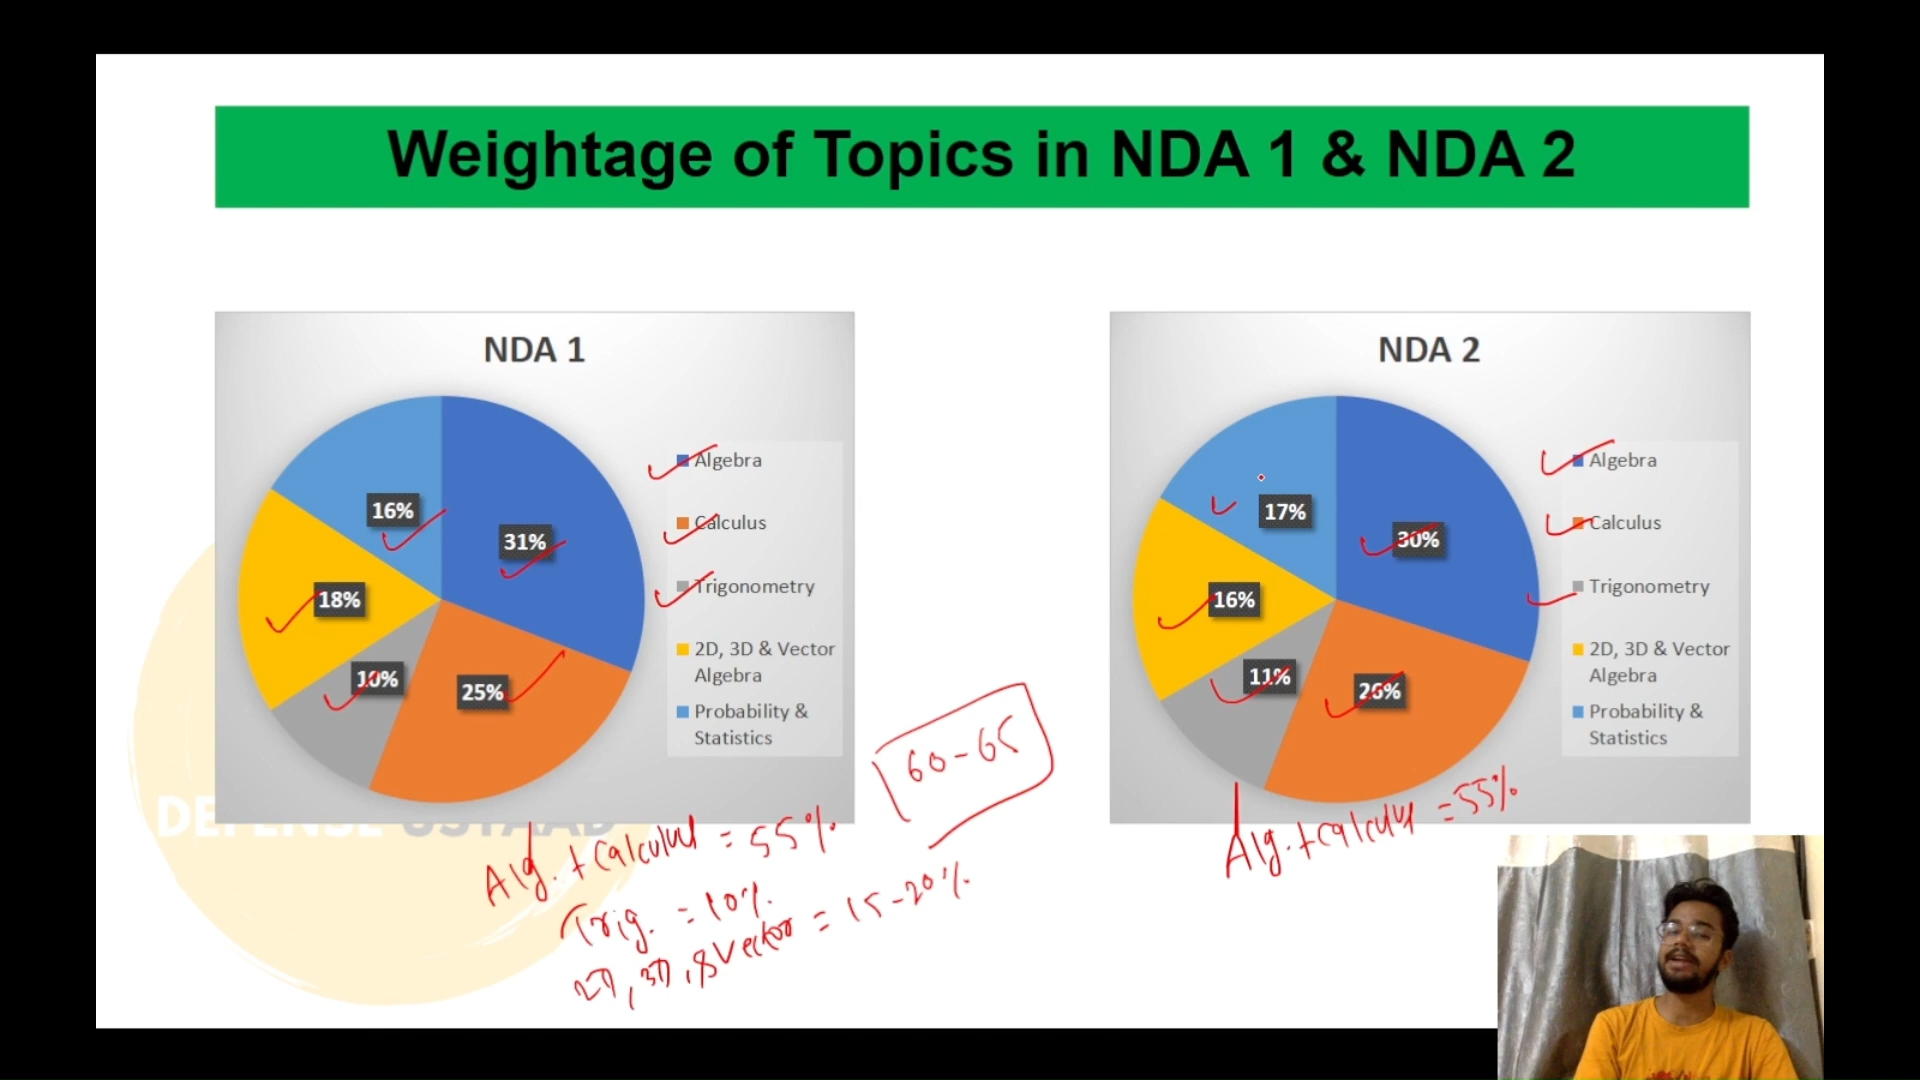 Weightage of Topics in NDA 1 & NDA 2
NDA 1
16%
31%
18%
10%
25%
Algebra
Calculus
Trigonometry
2D, 3D & Vector
Algebra
Probability &
Statistics
NDA 2
17%
30%
16%
11%
26%
Algebra
Calculus
Trigonometry
2D, 3D & Vector
Algebra
Probability &
Statistics
60-65
Alg. + Calculus = 55%
Trig. = 10%
2D, 3D, & Vector = 15-20%
Alg. + Calculus = 55%
DEFENSE USTAAD